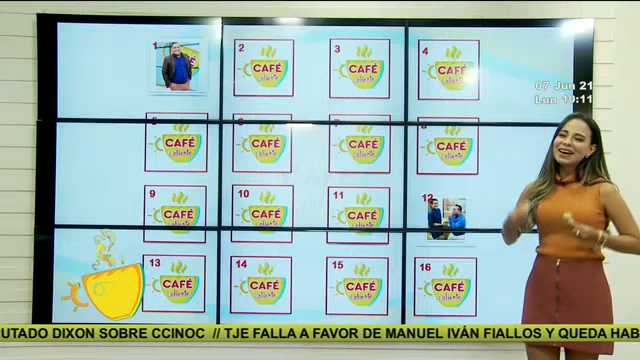 1 2 3 4
CAFÉ Caliente CAFÉ Caliente CAFÉ Caliente
07 Jun 21
Lun 10:11
5 6 7 8
CAFÉ Caliente CAFÉ Caliente CAFÉ Caliente CAFÉ Caliente
9 10 11 12
CAFÉ Caliente CAFÉ Caliente CAFÉ Caliente
13 14 15 16
CAFÉ Caliente CAFÉ Caliente CAFÉ Caliente CAFÉ Caliente
PUTADO DIXON SOBRE CCINOC // TJE FALLA A FAVOR DE MANUEL IVÁN FIALLOS Y QUEDA HAB